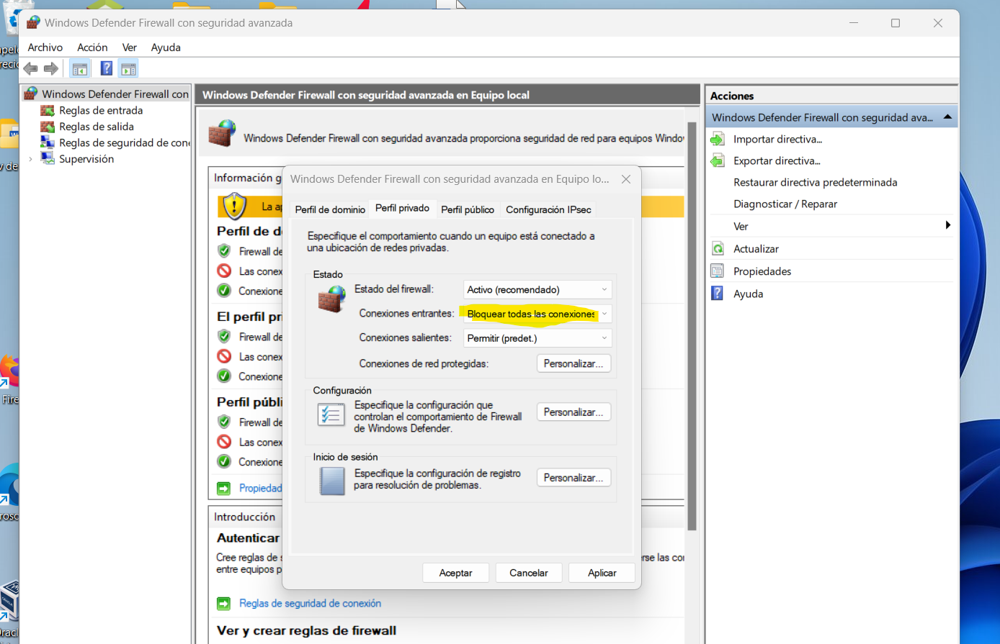 Windows Defender Firewall con seguridad avanzada
Archivo Acción Ver Ayuda
Windows Defender Firewall con
Reglas de entrada
Reglas de salida
Reglas de seguridad de con
Supervisión
Windows Defender Firewall con seguridad avanzada en Equipo local
Windows Defender Firewall con seguridad avanzada proporciona seguridad de red para equipos Windo
Información g
La ap
Perfil de d
Firewall de
Las conex
Conexione
El perfil pr
Firewall de
Las conex
Conexione
Perfil públi
Firewall de
Las conex
Conexione
Propiedad
Introducción
Autenticar
Cree reglas de s
rse las co
entre equipos p
Reglas de seguridad de conexión
Ver y crear reglas de firewall
Windows Defender Firewall con seguridad avanzada en Equipo lo...
Perfil de dominio Perfil privado Perfil público Configuración IPsec
Especifique el comportamiento cuando un equipo está conectado a
una ubicación de redes privadas.
Estado
Estado del firewall: Activo (recomendado)
Conexiones entrantes: Bloquear todas las conexiones
Conexiones salientes: Permitir (predet.)
Conexiones de red protegidas: Personalizar...
Configuración
Especifique la configuración que
controlan el comportamiento de Firewall
de Windows Defender.
Personalizar...
Inicio de sesión
Especifique la configuración de registro
para resolución de problemas.
Personalizar...
Aceptar Cancelar Aplicar
Acciones
Windows Defender Firewall con seguridad ava...
Importar directiva...
Exportar directiva...
Restaurar directiva predeterminada
Diagnosticar / Reparar
Ver
Actualizar
Propiedades
Ayuda
Fire